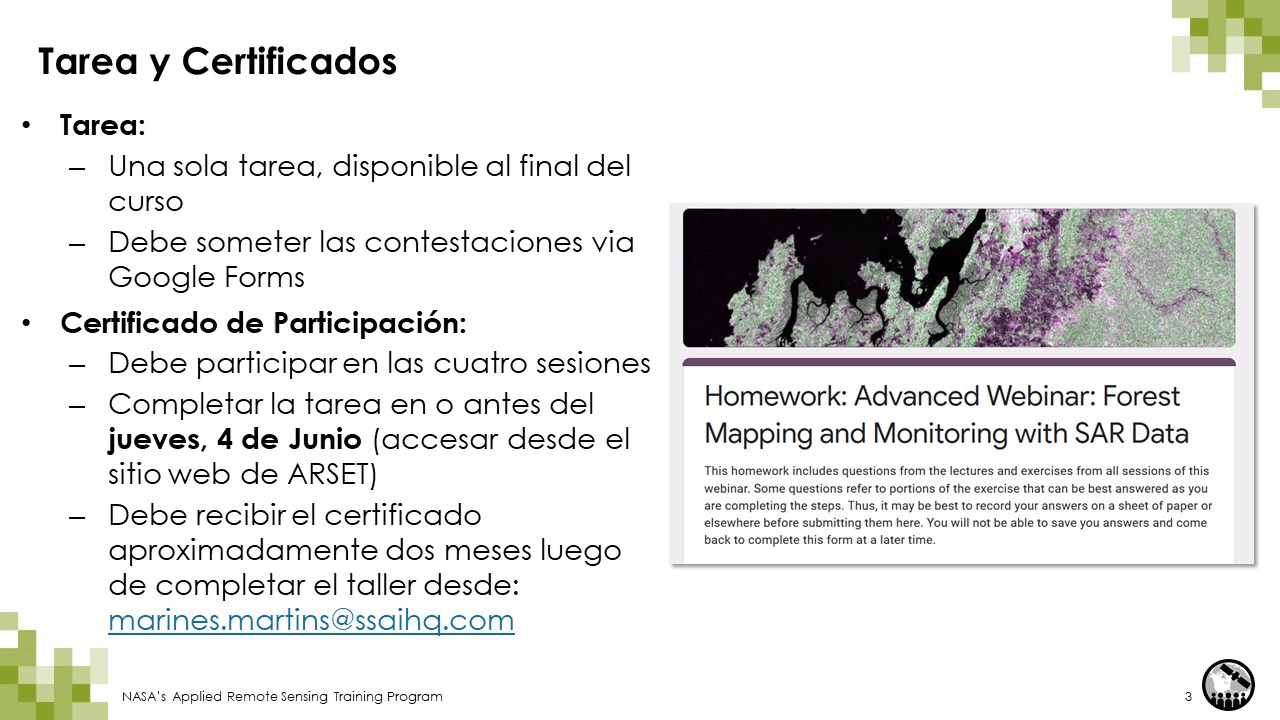 Tarea y Certificados
• Tarea:
– Una sola tarea, disponible al final del
curso
– Debe someter las contestaciones via
Google Forms
• Certificado de Participación:
– Debe participar en las cuatro sesiones
– Completar la tarea en o antes del
jueves, 4 de Junio (accesar desde el
sitio web de ARSET)
– Debe recibir el certificado
aproximadamente dos meses luego
de completar el taller desde:
marines.martins@ssaihq.com
Homework: Advanced Webinar: Forest
Mapping and Monitoring with SAR Data
This homework includes questions from the lectures and exercises from all sessions of this
webinar. Some questions refer to portions of the exercise that can be best answered as you
are completing the steps. Thus, it may be best to record your answers on a sheet of paper or
elsewhere before submitting them here. You will not be able to save you answers and come
back to complete this form at a later time.
NASA's Applied Remote Sensing Training Program
3